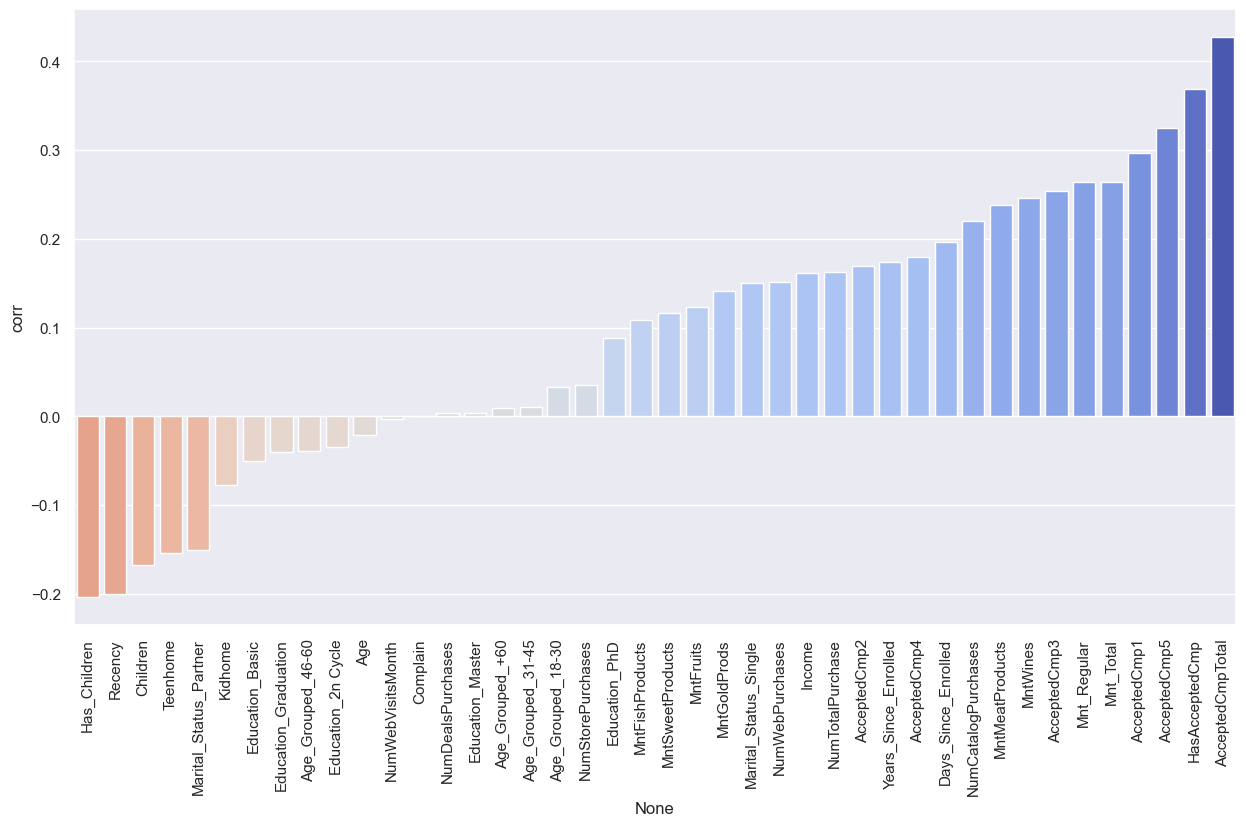 0.4
0.3
0.2
0.1
0.0
−0.1
−0.2
corr
Has_Children
Recency
Children
Teenhome
Marital_Status_Partner
Kidhome
Education_Basic
Education_Graduation
Age_Grouped_46-60
Education_2n Cycle
Age
NumWebVisitsMonth
Complain
NumDealsPurchases
Education_Master
Age_Grouped_+60
Age_Grouped_31-45
Age_Grouped_18-30
NumStorePurchases
Education_PhD
MntFishProducts
MntSweetProducts
MntFruits
MntGoldProds
Marital_Status_Single
NumWebPurchases
Income
NumTotalPurchase
AcceptedCmp2
Years_Since_Enrolled
AcceptedCmp4
Days_Since_Enrolled
NumCatalogPurchases
MntMeatProducts
MntWines
AcceptedCmp3
Mnt_Regular
Mnt_Total
AcceptedCmp1
AcceptedCmp5
HasAcceptedCmp
AcceptedCmpTotal
None